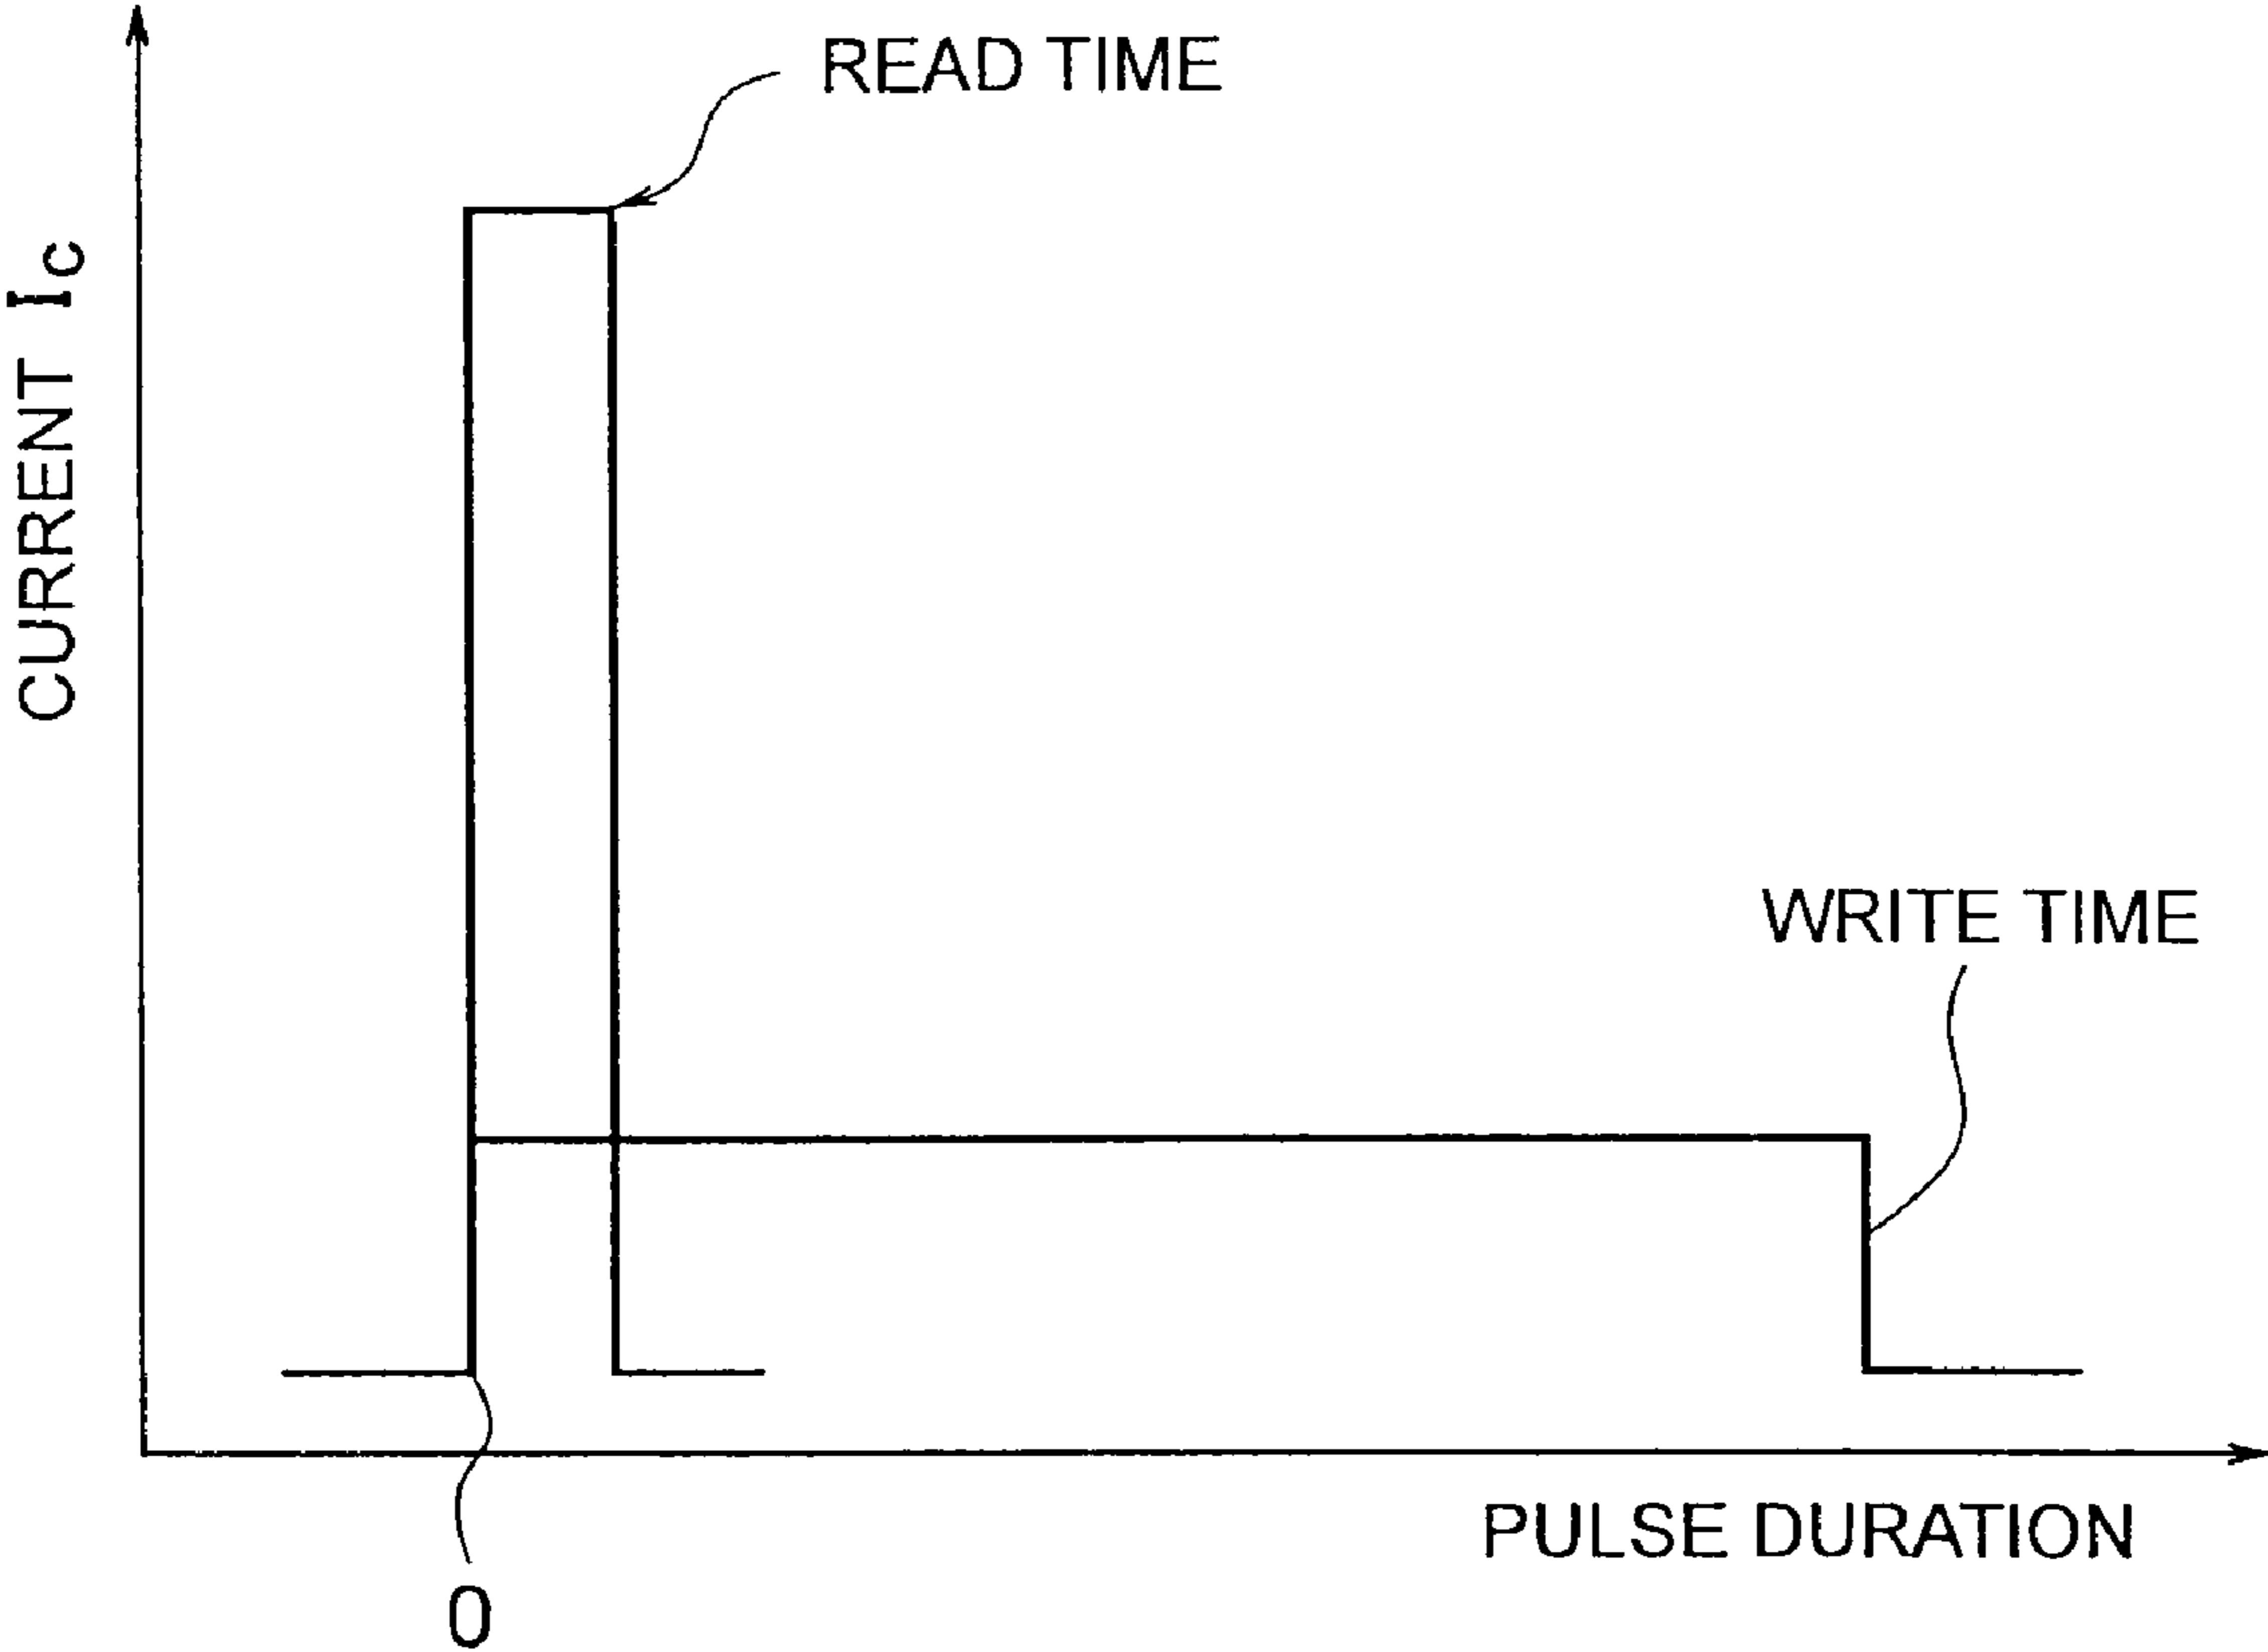 READ TIME
CURRENT Ic
WRITE TIME
PULSE DURATION
0